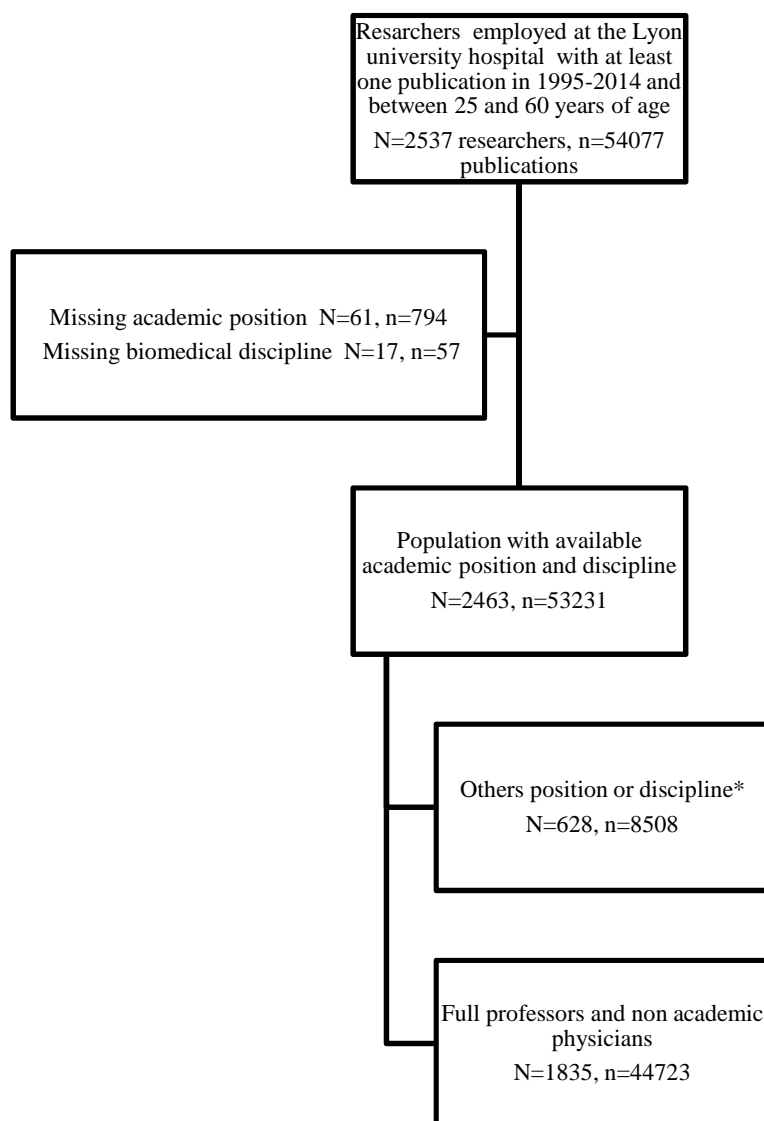 Resarchers employed at the Lyon
university hospital with at least
one publication in 1995-2014 and
between 25 and 60 years of age
N=2537 researchers, n=54077
publications
Missing academic position N=61, n=794
Missing biomedical discipline N=17, n=57
Population with available
academic position and discipline
N=2463, n=53231
Others position or discipline*
N=628, n=8508
Full professors and non academic
physicians
N=1835, n=44723